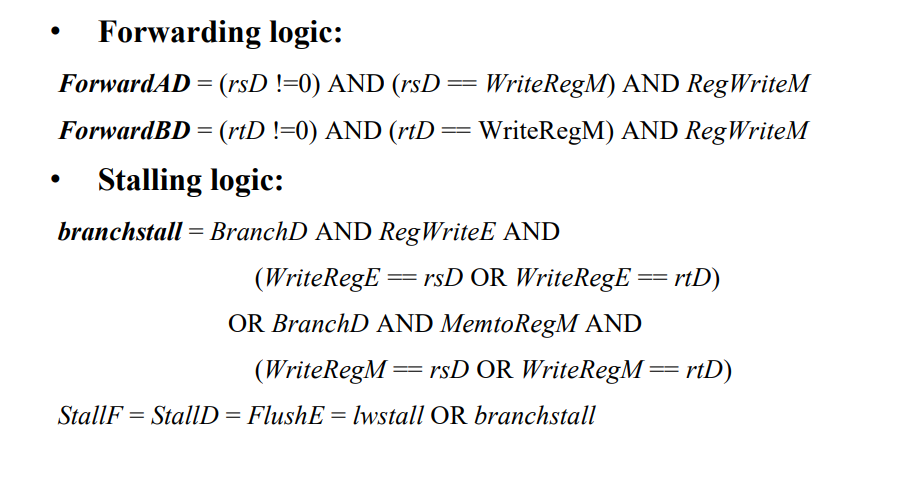 • Forwarding logic:
ForwardAD = (rsD !=0) AND (rsD == WriteRegM) AND RegWriteM
ForwardBD = (rtD !=0) AND (rtD == WriteRegM) AND RegWriteM
• Stalling logic:
branchstall = BranchD AND RegWriteE AND
(WriteRegE == rsD OR WriteRegE == rtD)
OR BranchD AND MemtoRegM AND
(WriteRegM == rsD OR WriteRegM == rtD)
StallF = StallD = FlushE = lwstall OR branchstall